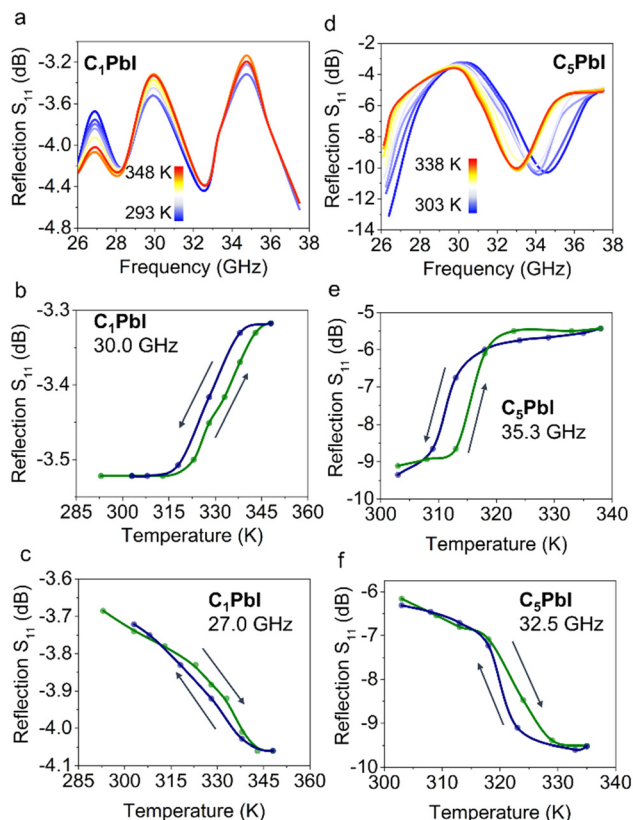 a
Reflection S11 (dB)
-3.2
-3.6
-4.0
-4.4
-4.8
C1PbI
348 K
293 K
26 29 32 35 38
Frequency (GHz)
d
Reflection S11 (dB)
-2
-4
-6
-8
-10
-12
-14
C5PbI
338 K
303 K
26 28 30 32 34 36 38
Frequency (GHz)
b
Reflection S11 (dB)
-3.3
-3.4
-3.5
C1PbI
30.0 GHz
285 300 315 330 345 360
Temperature (K)
e
Reflection S11 (dB)
-5
-6
-7
-8
-9
-10
C5PbI
35.3 GHz
300 310 320 330 340
Temperature (K)
c
Reflection S11 (dB)
-3.6
-3.7
-3.8
-3.9
-4.0
-4.1
C1PbI
27.0 GHz
285 300 315 330 345 360
Temperature (K)
f
Reflection S11 (dB)
-6
-7
-8
-9
-10
C5PbI
32.5 GHz
300 310 320 330 340
Temperature (K)